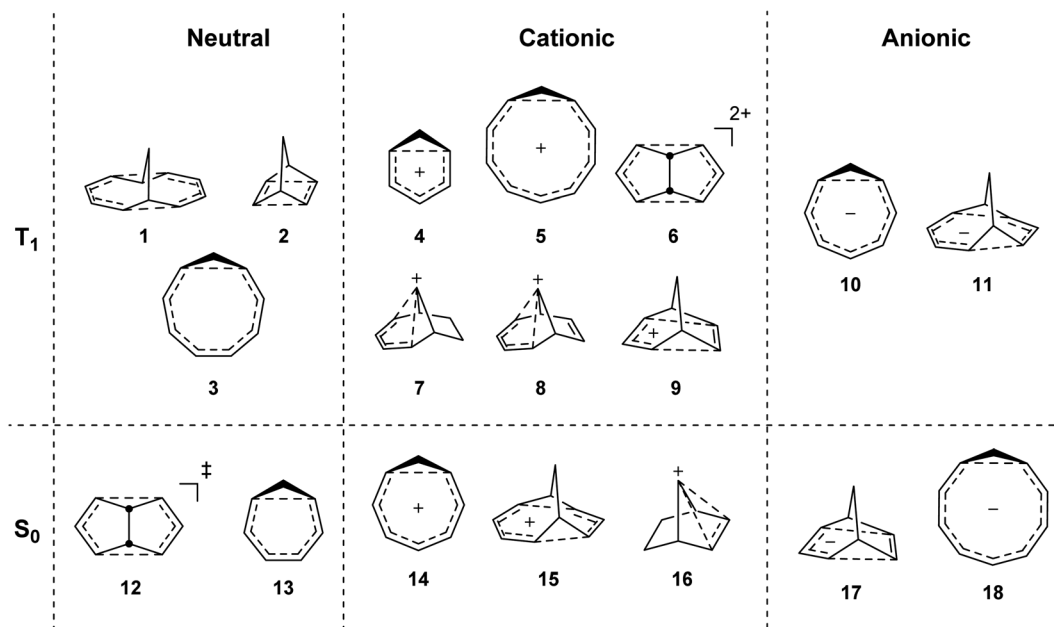 Neutral Cationic Anionic
T1
+ + 2+
1 2 4 5 6
− −
10 11
+ + +
3 7 8 9
S0
‡
+ + + − −
12 13 14 15 16 17 18